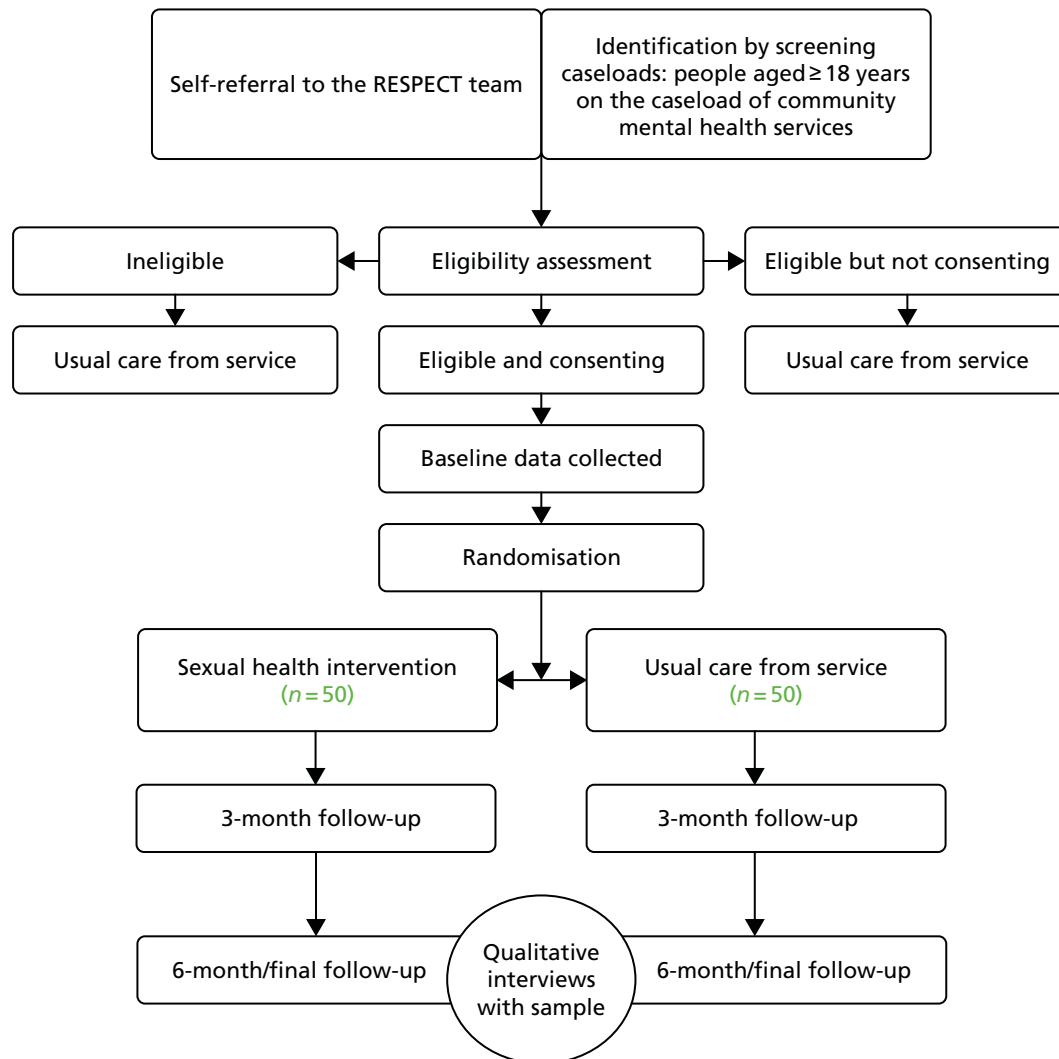 Self-referral to the RESPECT team
Identification by screening
caseloads: people aged ≥ 18 years
on the caseload of community
mental health services
Ineligible
Eligibility assessment
Eligible but not consenting
Usual care from service
Eligible and consenting
Usual care from service
Baseline data collected
Randomisation
Sexual health intervention
(n = 50)
Usual care from service
(n = 50)
3-month follow-up
3-month follow-up
6-month/final follow-up
Qualitative
interviews
with sample
6-month/final follow-up